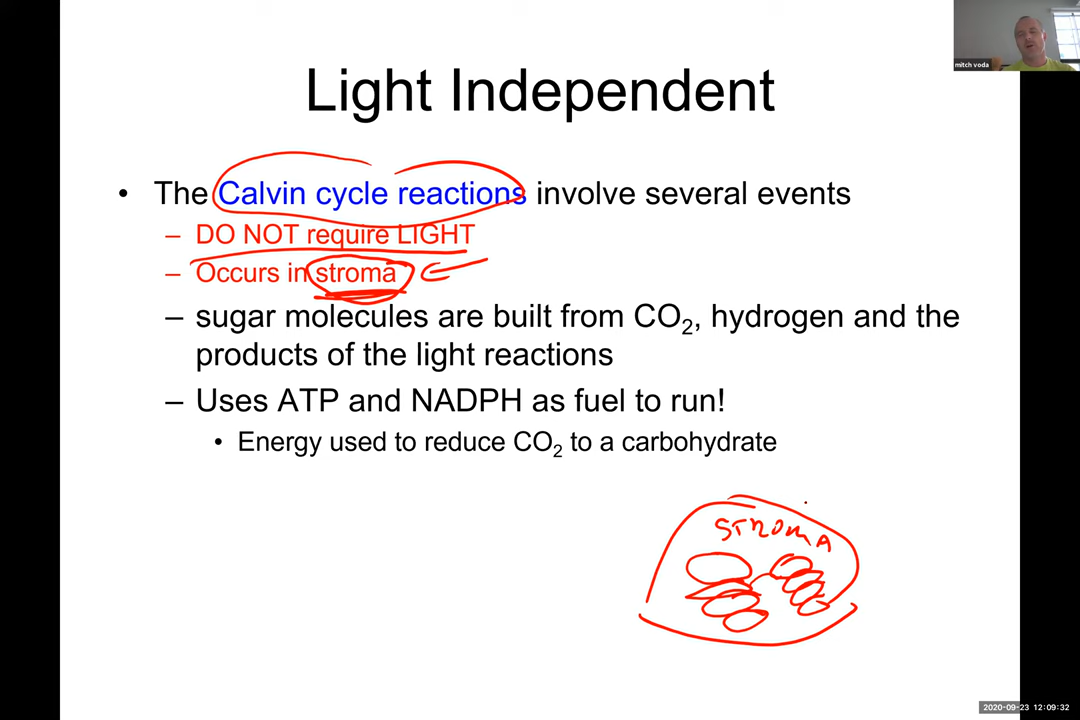 mitch voda
Light Independent
• The Calvin cycle reactions involve several events
– DO NOT require LIGHT
– Occurs in stroma
– sugar molecules are built from CO₂, hydrogen and the
products of the light reactions
– Uses ATP and NADPH as fuel to run!
• Energy used to reduce CO₂ to a carbohydrate
STROMA
2020-09-23 12:09:32